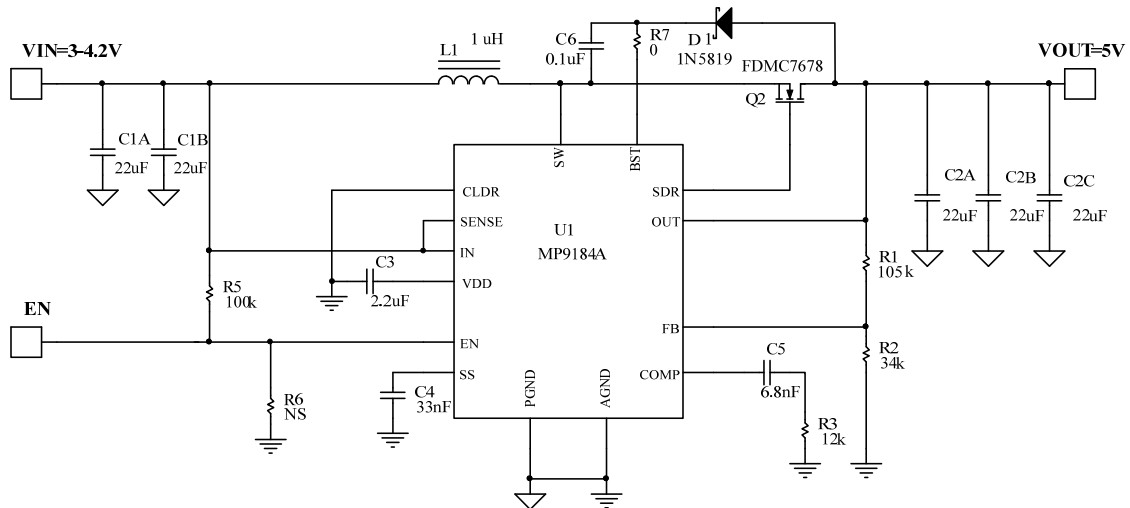 VIN=3-4.2V
L1
1 uH
C6
0.1uF
R7
0
D1
1N5819
FDMC7678
Q2
VOUT=5V
C1A
22uF
C1B
22uF
SW
BST
CLDR
SENSE
IN
VDD
EN
SS
U1
MP9184A
SDR
OUT
FB
COMP
PGND
AGND
C2A
22uF
C2B
22uF
C2C
22uF
C3
2.2uF
R5
100k
EN
R6
NS
C4
33nF
R1
105k
R2
34k
C5
6.8nF
R3
12k